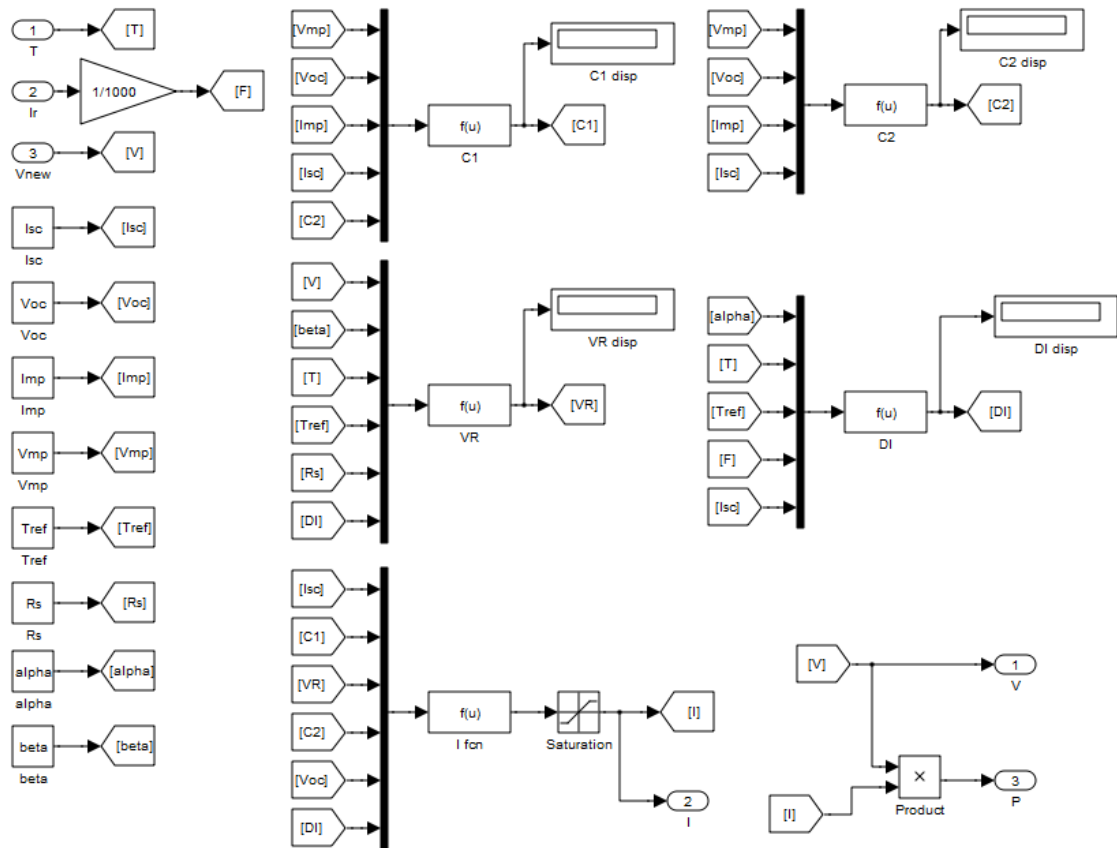 1
T
[T]
2
Ir
1/1000
[F]
3
Vnew
[V]
Isc
Isc
[Isc]
Voc
Voc
[Voc]
Imp
Imp
[Imp]
Vmp
Vmp
[Vmp]
Tref
Tref
[Tref]
Rs
Rs
[Rs]
alpha
alpha
[alpha]
beta
beta
[beta]
[Vmp]
[Voc]
[Imp]
[Isc]
[C2]
f(u)
C1
C1 disp
[C1]
[Vmp]
[Voc]
[Imp]
[Isc]
f(u)
C2
C2 disp
[C2]
[V]
[beta]
[T]
[Tref]
[Rs]
[DI]
f(u)
VR
VR disp
[VR]
[alpha]
[T]
[Tref]
[F]
[Isc]
f(u)
DI
DI disp
[DI]
[Isc]
[C1]
[VR]
[C2]
[Voc]
[DI]
f(u)
I fcn
Saturation
[I]
2
I
[V]
1
V
[I]
×
Product
3
P